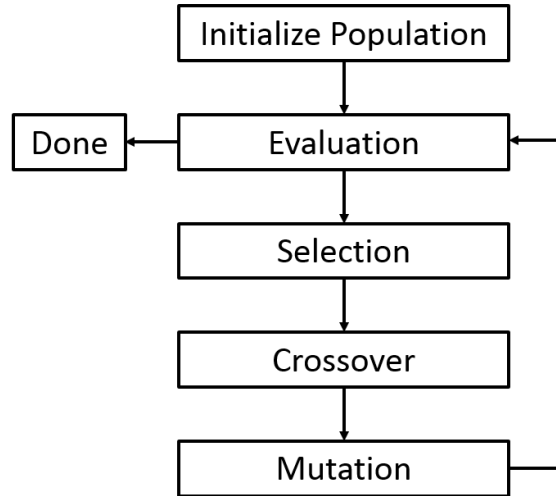 Initialize Population
Done
Evaluation
Selection
Crossover
Mutation